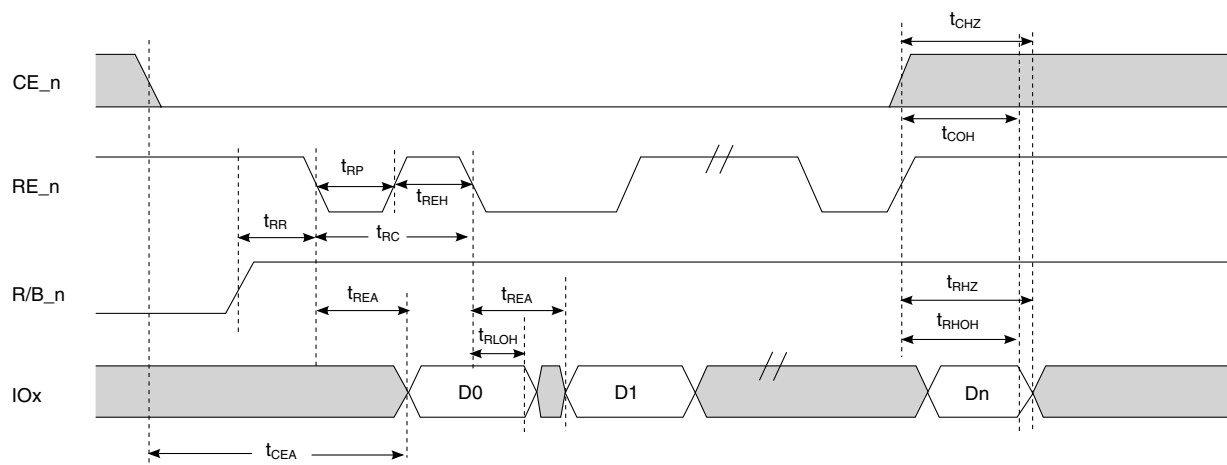 tCHZ
CE_n
tCOH
RE_n
tRP
tREH
tRR
tRC
R/B_n
tREA
tREA
tRHZ
tRLOH
tRHOH
IOx
D0
D1
Dn
tCEA